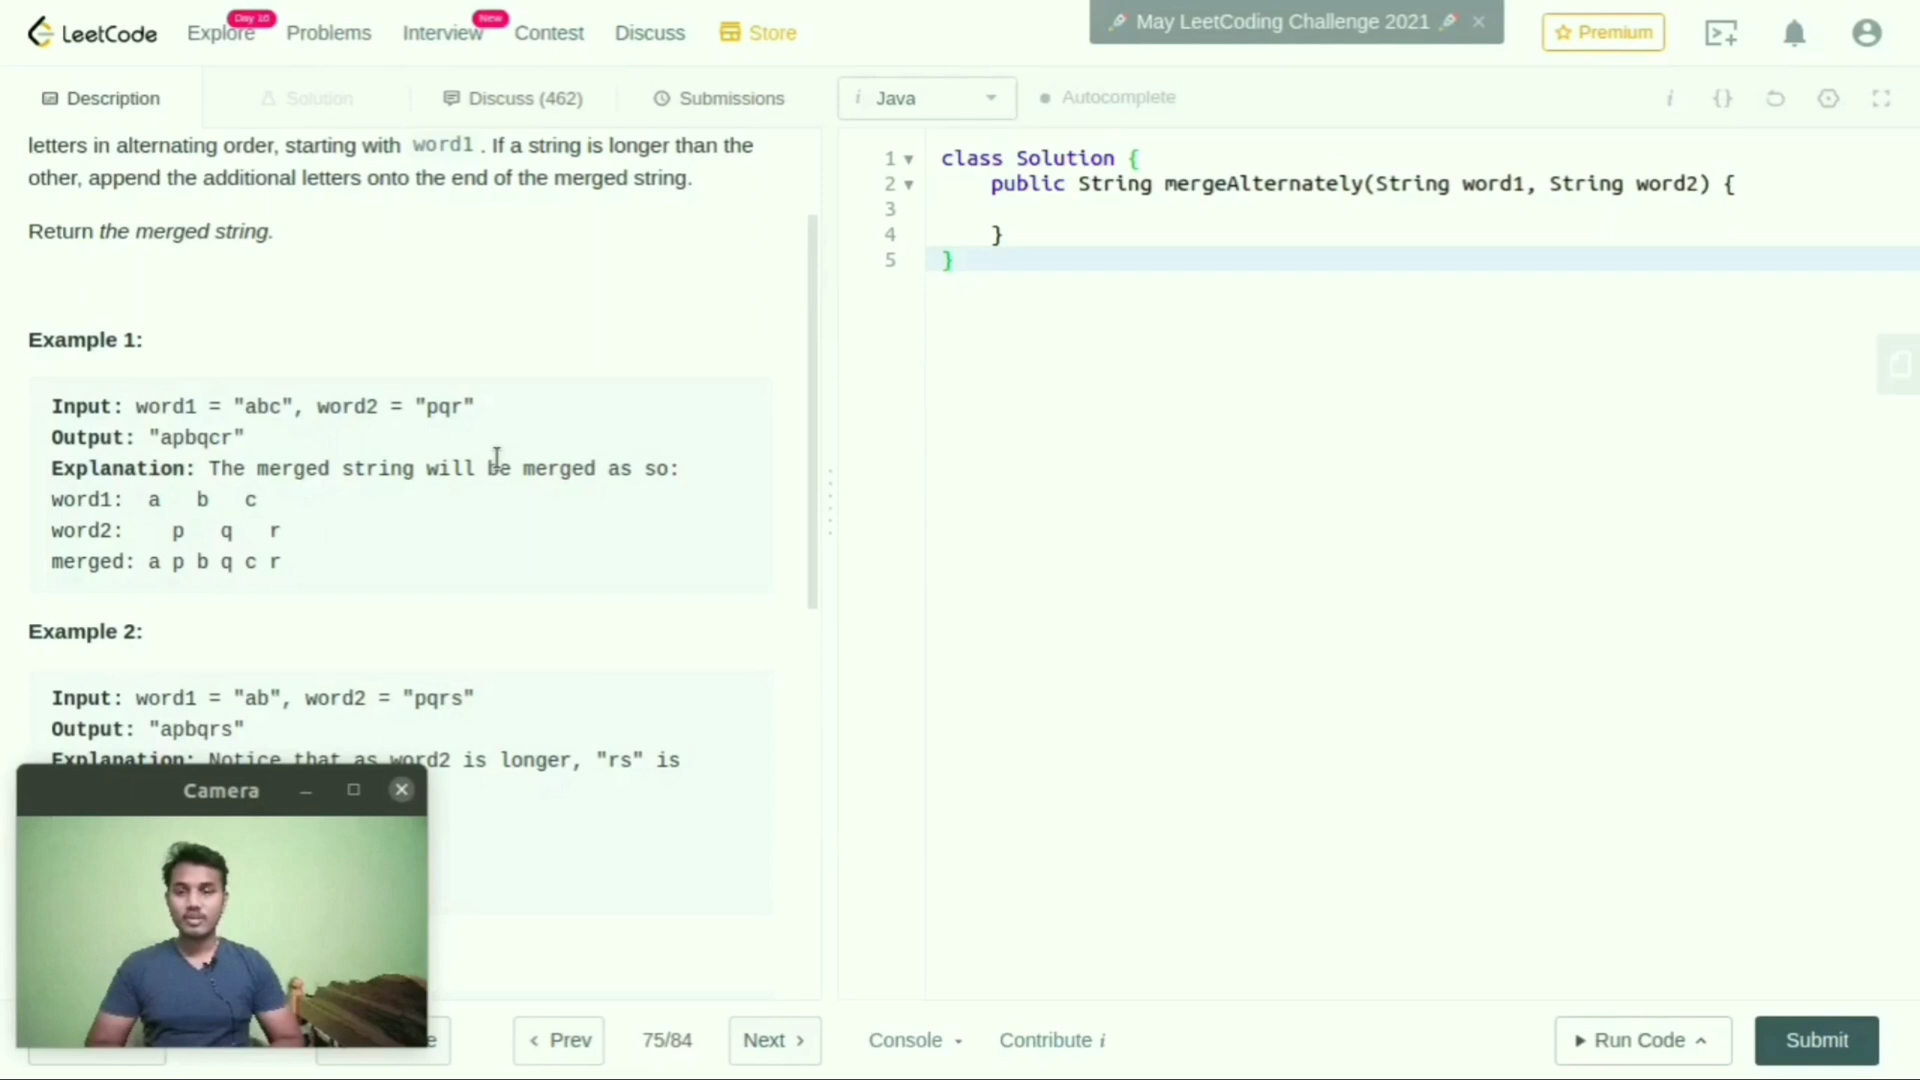 LeetCode Explore Day 16 Problems Interview New Contest Discuss Store May LeetCoding Challenge 2021 × Premium
Description Solution Discuss (462) Submissions i Java Autocomplete i {}
letters in alternating order, starting with word1 . If a string is longer than the
other, append the additional letters onto the end of the merged string.
Return the merged string.
Example 1:
Input: word1 = "abc", word2 = "pqr"
Output: "apbqcr"
Explanation: The merged string will be merged as so:
word1: a b c
word2: p q r
merged: a p b q c r
Example 2:
Input: word1 = "ab", word2 = "pqrs"
Output: "apbqrs"
Explanation: Notice that as word2 is longer, "rs" is
Camera
1 class Solution {
2 public String mergeAlternately(String word1, String word2) {
3
4 }
5 }
e < Prev 75/84 Next > Console Contribute i Run Code Submit